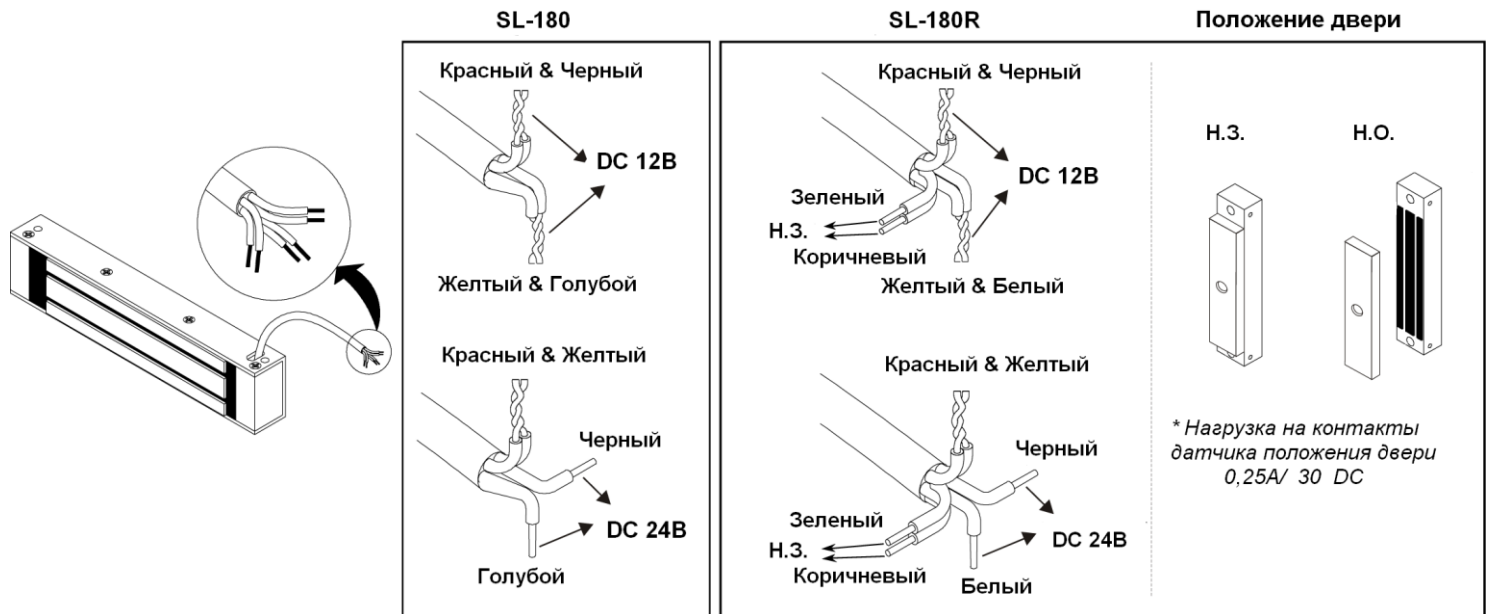 SL-180
Красный & Черный
DC 12В
Желтый & Голубой
Красный & Желтый
Черный
DC 24В
Голубой
SL-180R
Красный & Черный
DC 12В
Зеленый
Н.З.
Коричневый
Желтый & Белый
Красный & Желтый
Черный
Зеленый
Н.З.
DC 24В
Коричневый
Белый
Положение двери
Н.З.
Н.О.
* Нагрузка на контакты
датчика положения двери
0,25А/ 30 DC